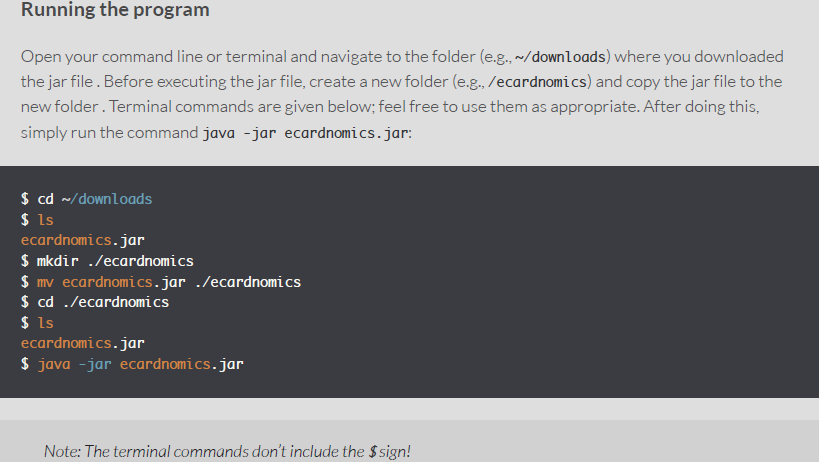 Running the program
Open your command line or terminal and navigate to the folder (e.g., ~/downloads) where you downloaded
the jar file . Before executing the jar file, create a new folder (e.g., /ecardnomics) and copy the jar file to the
new folder . Terminal commands are given below; feel free to use them as appropriate. After doing this,
simply run the command java -jar ecardnomics.jar:
$ cd ~/downloads
$ ls
ecardnomics.jar
$ mkdir ./ecardnomics
$ mv ecardnomics.jar ./ecardnomics
$ cd ./ecardnomics
$ ls
ecardnomics.jar
$ java -jar ecardnomics.jar
Note: The terminal commands don't include the $ sign!